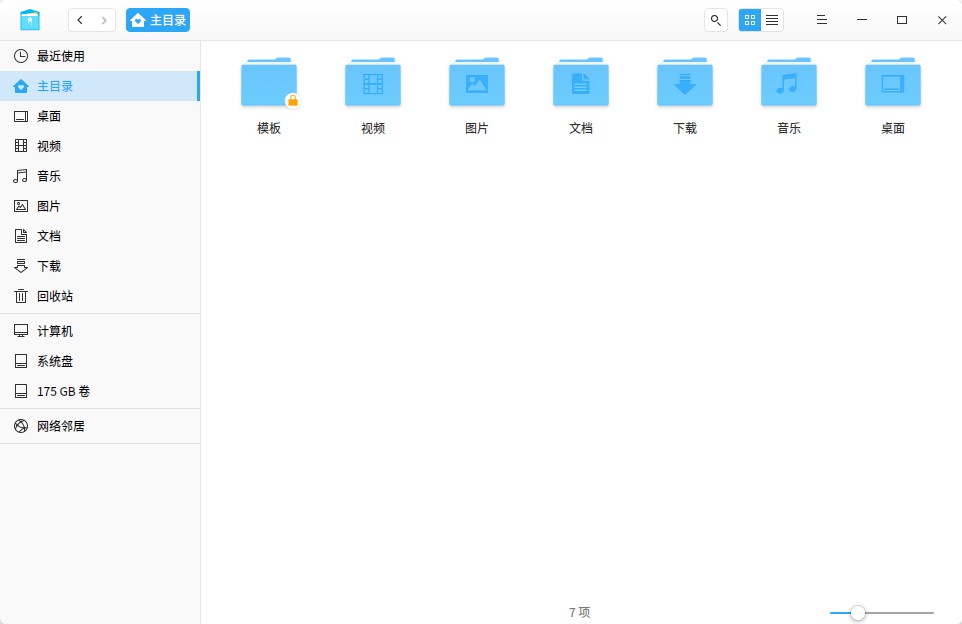 主目录
最近使用
主目录
桌面
视频
音乐
图片
文档
下载
回收站
计算机
系统盘
175 GB 卷
网络邻居
模板 视频 图片 文档 下载 音乐 桌面
7 项